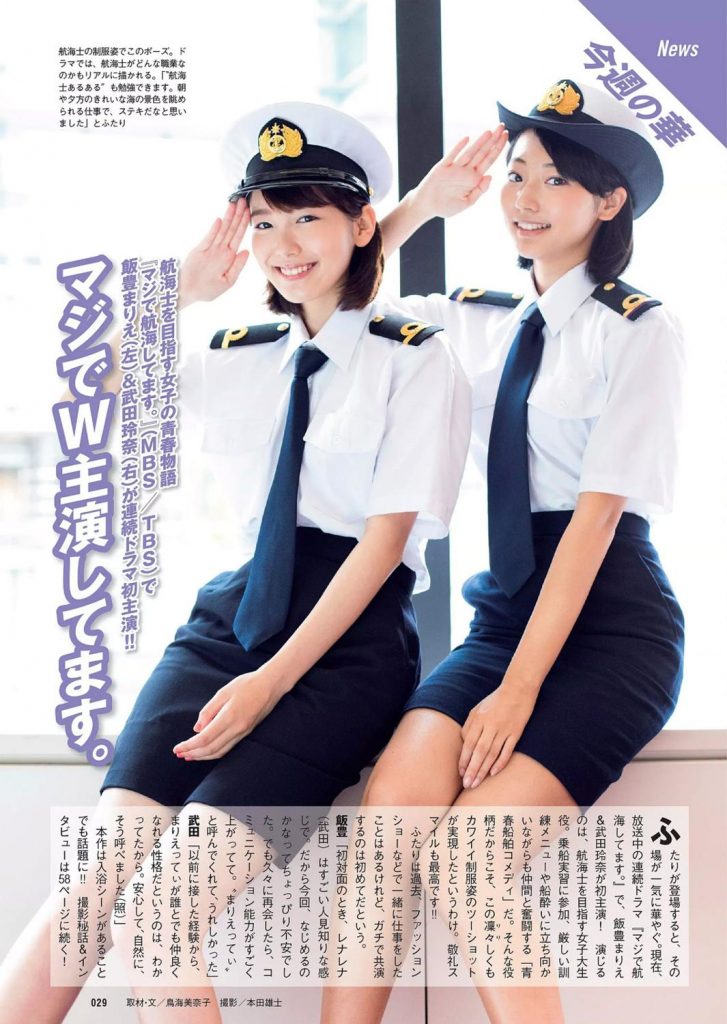 News
今週の華
航海士の制服姿でこのポーズ。ド
ラマでは、航海士がどんな職業な
のかもリアルに描かれる。「“航海
士あるある”も勉強できます。朝
や夕方のきれいな海の景色を眺め
られる仕事で、ステキだなと思い
ました」とふたり
航海士を目指す女子の青春物語
『マジで航海してます。』(MBS/TBS)で
飯豊まりえ(左)&武田玲奈(右)が連続ドラマ初主演!!
マジでW主演してます。
ふたりが登場すると、その
場が一気に華やぐ。現在、
放送中の連続ドラマ『マジで航
海してます。』で、飯豊まりえ
&武田玲奈が初主演! 演じる
のは、航海士を目指す女子大生
役。乗船実習に参加、厳しい訓
練メニューや船酔いに立ち向か
いながらも仲間と奮闘する「青
春船舶コメディ」だ。そんな役
柄だからこそ、この凜々しくも
カワイイ制服姿のツーショット
が実現したというわけ。敬礼ス
マイルも最高です!!
ふたりは過去、ファッション
ショーなどで一緒に仕事をした
ことはあるけれど、ガチで共演
するのは初めてだという。
飯豊「初対面のとき、レナレナ
(武田)はすごい人見知りな感
じで。だから今回、なじめるの
かなってちょっぴり不安でし
た。でも久々に再会したら、コ
ミュニケーション能力がすごく
上がってて。“まりえってぃ”
と呼んでくれて、うれしかった」
武田「以前に接した経験から、
まりえってぃが誰とでも仲良く
なれる性格だというのは、わか
ってたから。安心して、自然に、
そう呼べました(照)」
本作は入浴シーンがあること
でも話題に!! 撮影秘話&イン
タビューは58ページに続く!
029 取材・文/鳥海美奈子 撮影/本田雄士